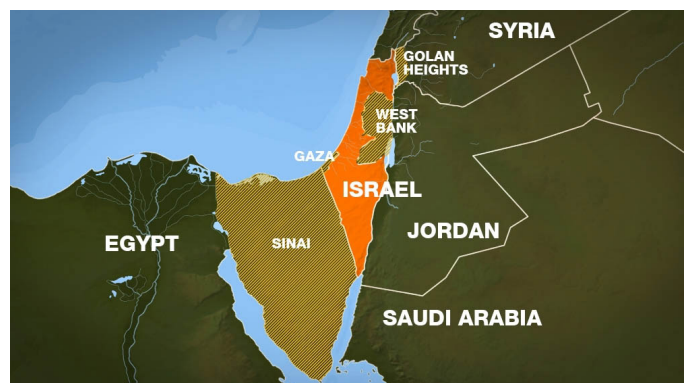 SYRIA
GOLAN
HEIGHTS
WEST
BANK
GAZA
ISRAEL
JORDAN
EGYPT
SINAI
SAUDI ARABIA